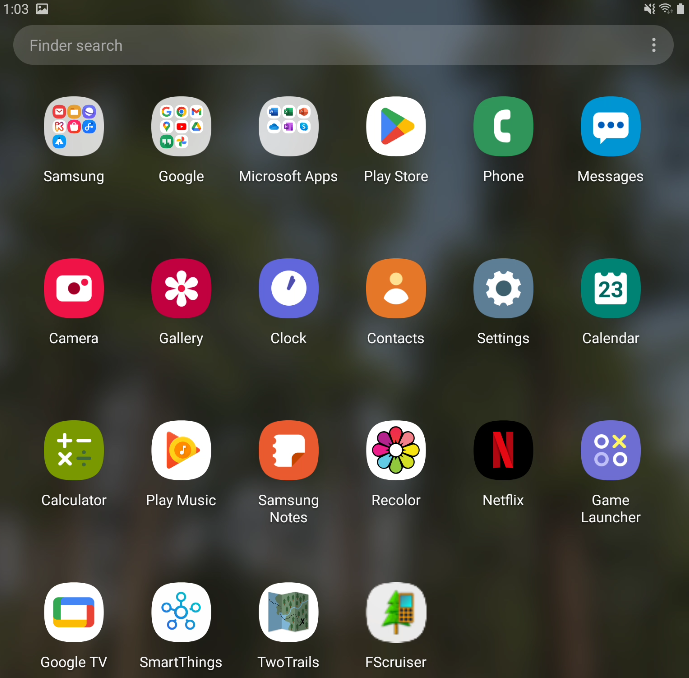 1:03
Finder search
Samsung
Google
Microsoft Apps
Play Store
Phone
Messages
Camera
Gallery
Clock
Contacts
Settings
23
Calendar
Calculator
Play Music
Samsung
Notes
Recolor
N
Netflix
Game
Launcher
Google TV
SmartThings
TwoTrails
FScruiser